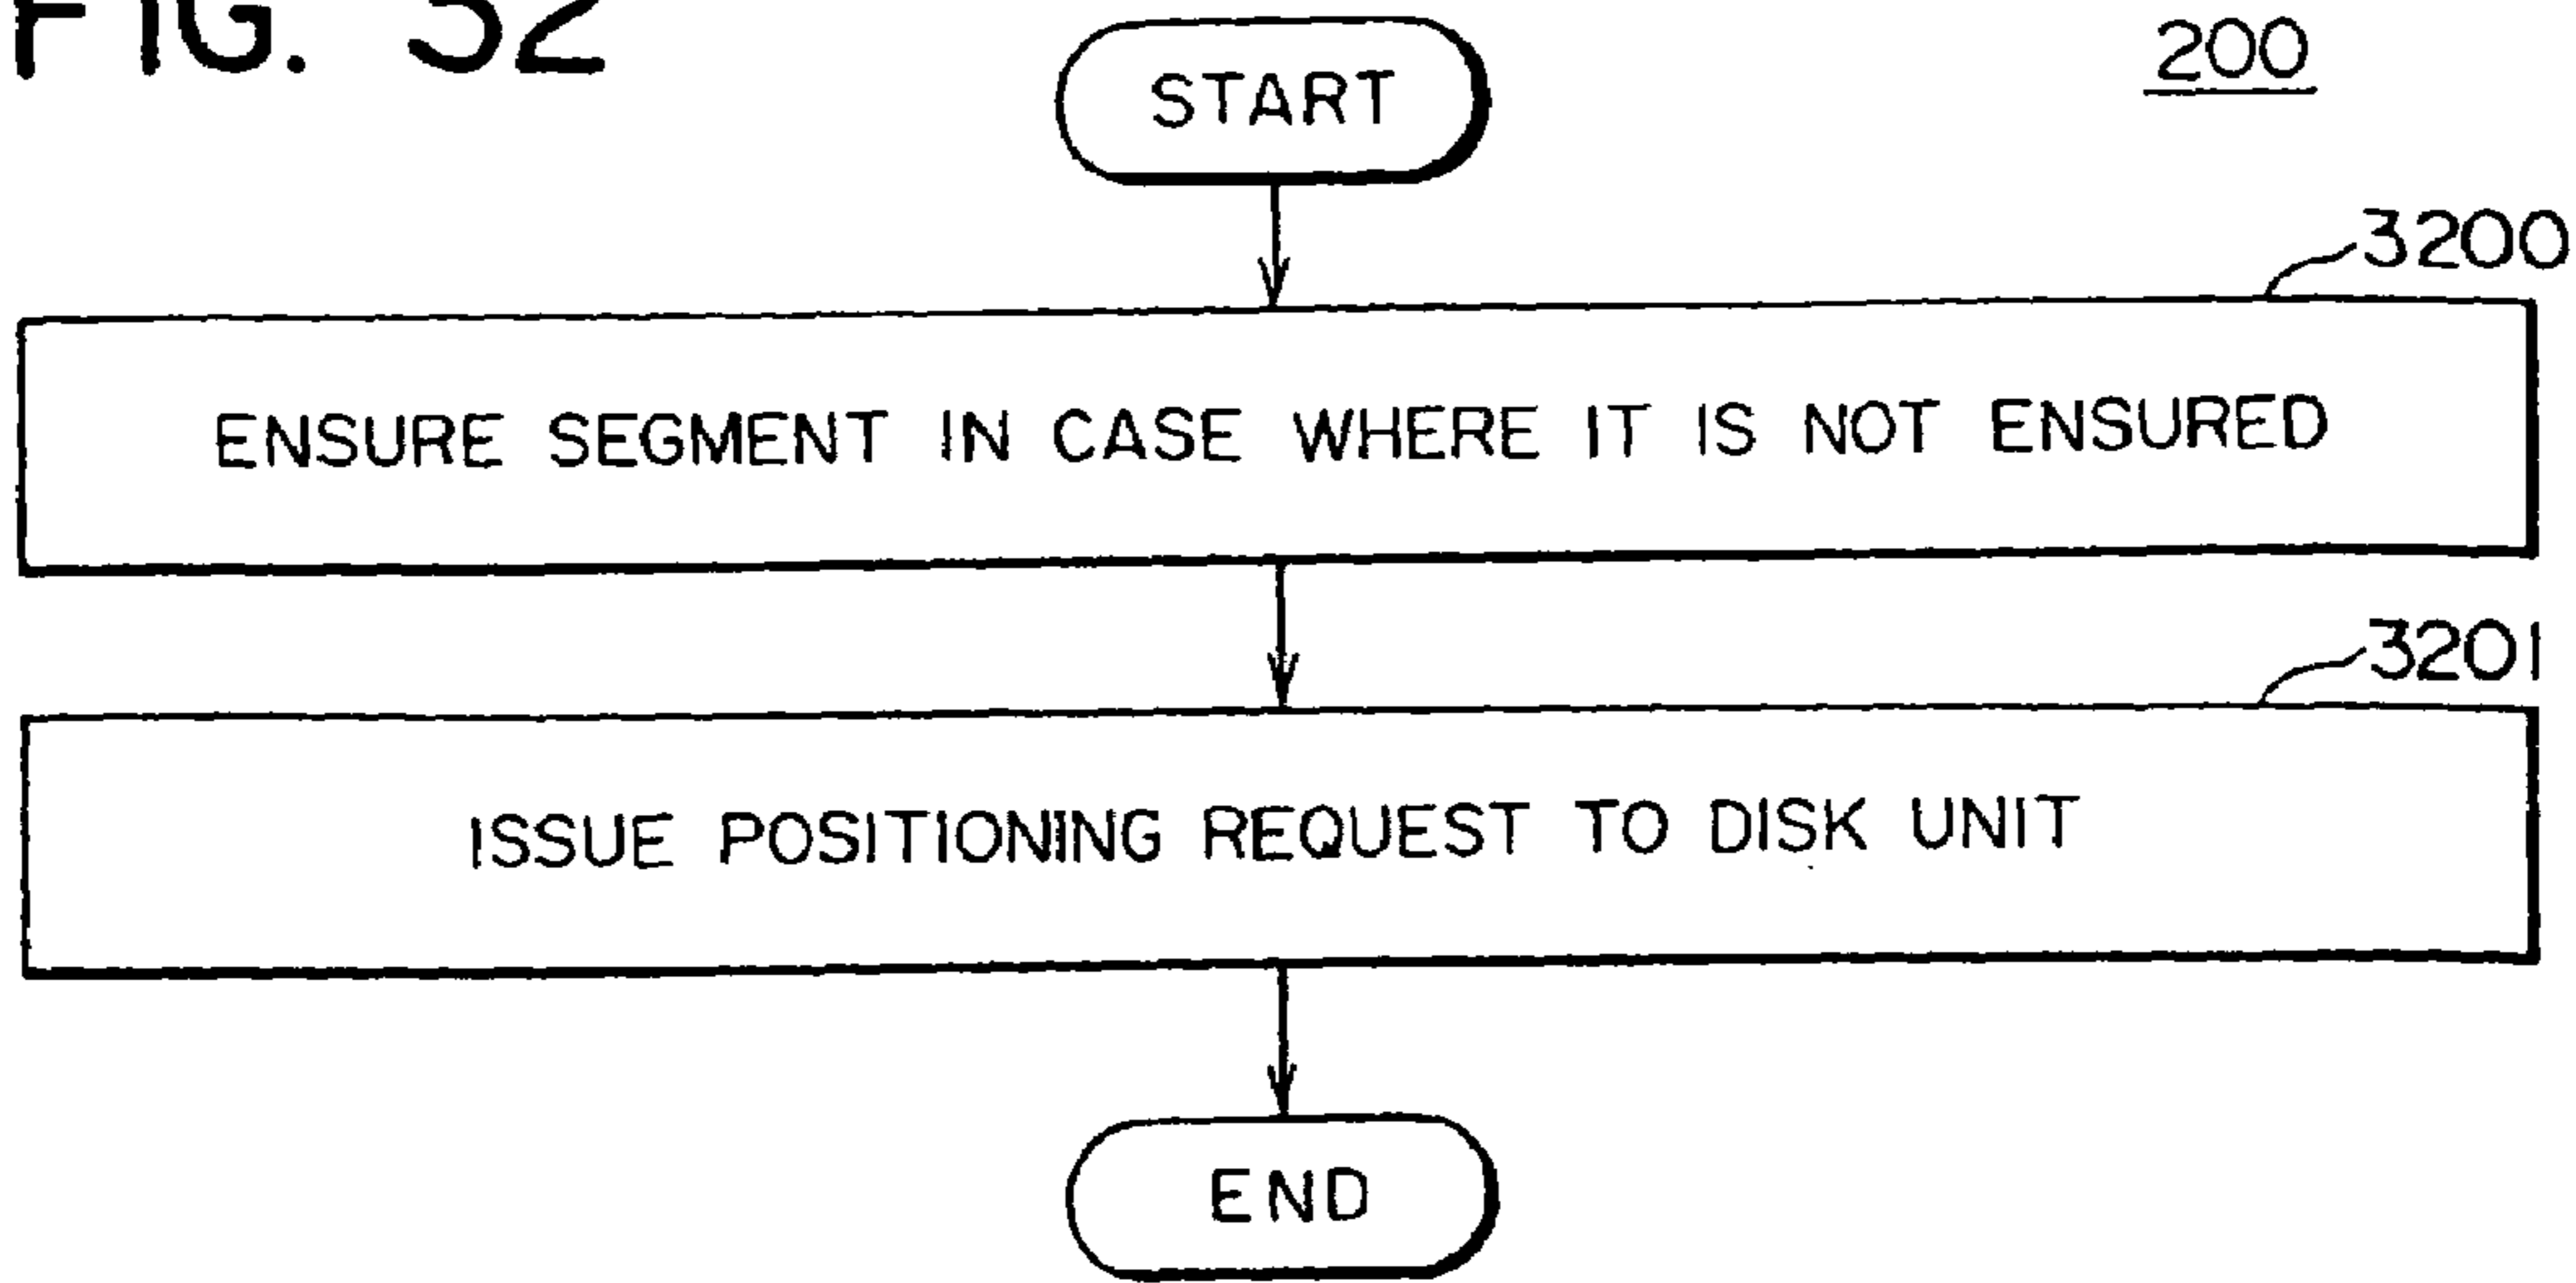 FIG. 32
START
200
3200
ENSURE SEGMENT IN CASE WHERE IT IS NOT ENSURED
3201
ISSUE POSITIONING REQUEST TO DISK UNIT
END